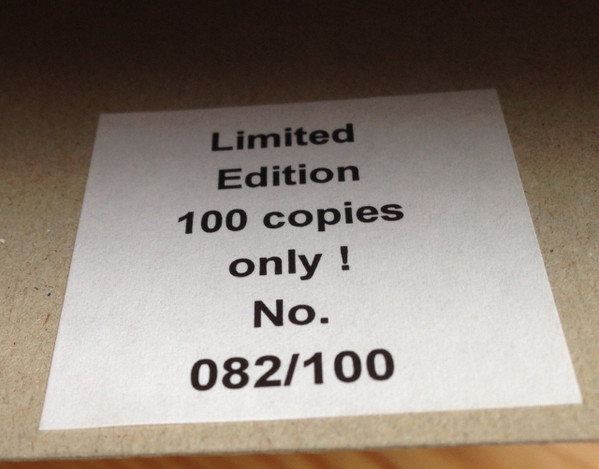 Limited
Edition
100 copies
only !
No.
082/100